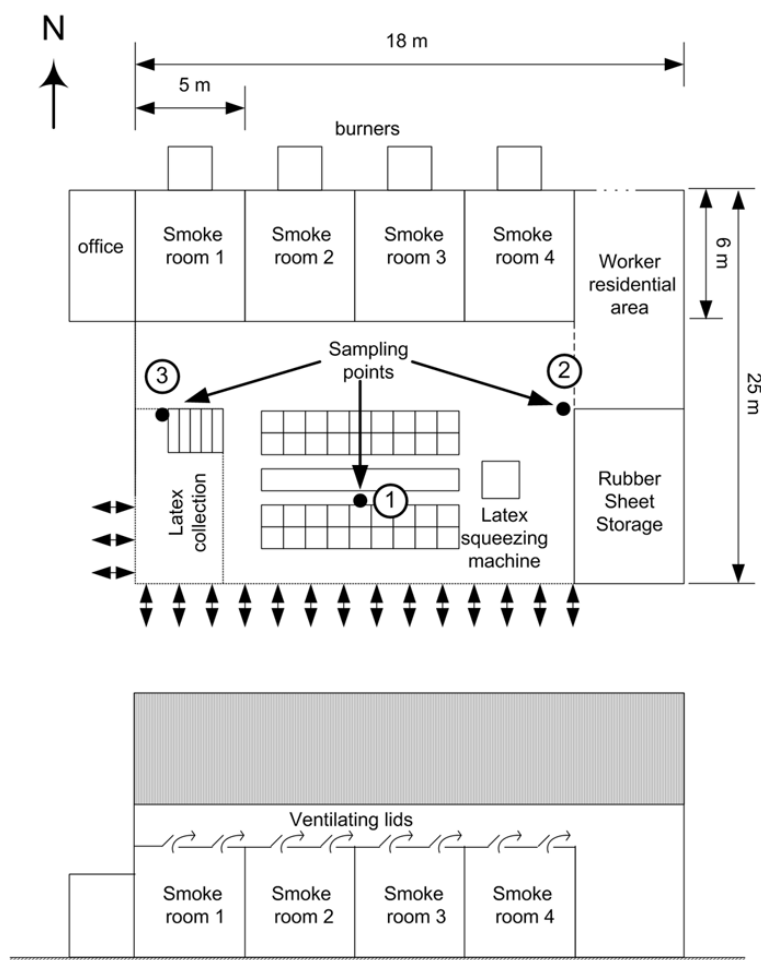 N
18 m
5 m
burners
office
Smoke
room 1
Smoke
room 2
Smoke
room 3
Smoke
room 4
Worker
residential
area
6 m
25 m
Sampling
points
3
2
1
Latex
collection
Latex
squeezing
machine
Rubber
Sheet
Storage
Ventilating lids
Smoke
room 1
Smoke
room 2
Smoke
room 3
Smoke
room 4